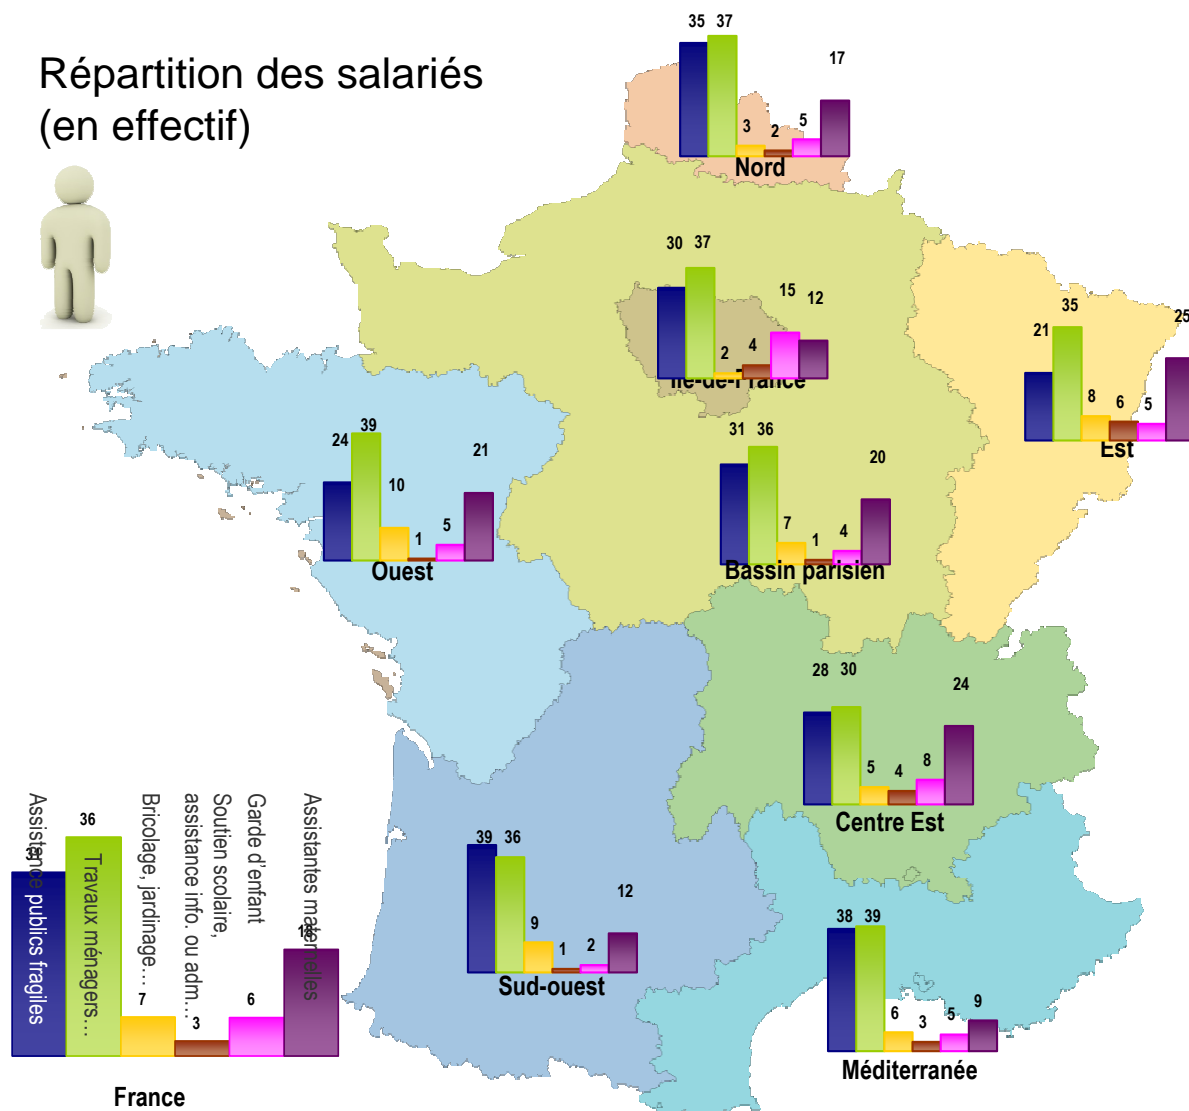 Répartition des salariés
(en effectif)
35 37 3 2 5 17
Nord
30 37 2 4 15 12
Île-de-France
21 35 8 6 5 25
Est
24 39 10 1 5 21
Ouest
31 36 7 1 4 20
Bassin parisien
28 30 5 4 8 24
Centre Est
39 36 9 1 2 12
Sud-ouest
38 39 6 3 5 9
Méditerranée
Assistance publics fragiles
Travaux ménagers…
Bricolage, jardinage…
Soutien scolaire,
assistance info. ou adm…
Garde d'enfant
Assistantes maternelles
36 7 3 6 18
France